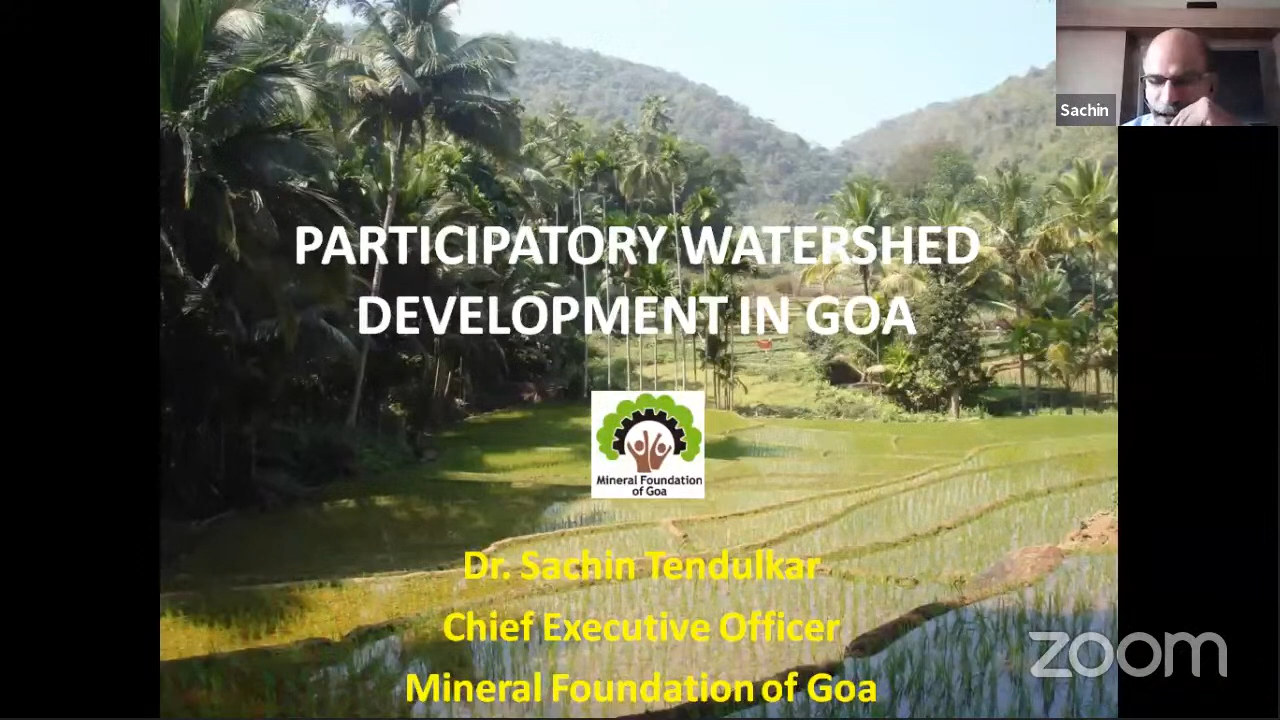 Sachin
PARTICIPATORY WATERSHED
DEVELOPMENT IN GOA
Mineral Foundation
of Goa
Dr. Sachin Tendulkar
Chief Executive Officer
Mineral Foundation of Goa
zoom